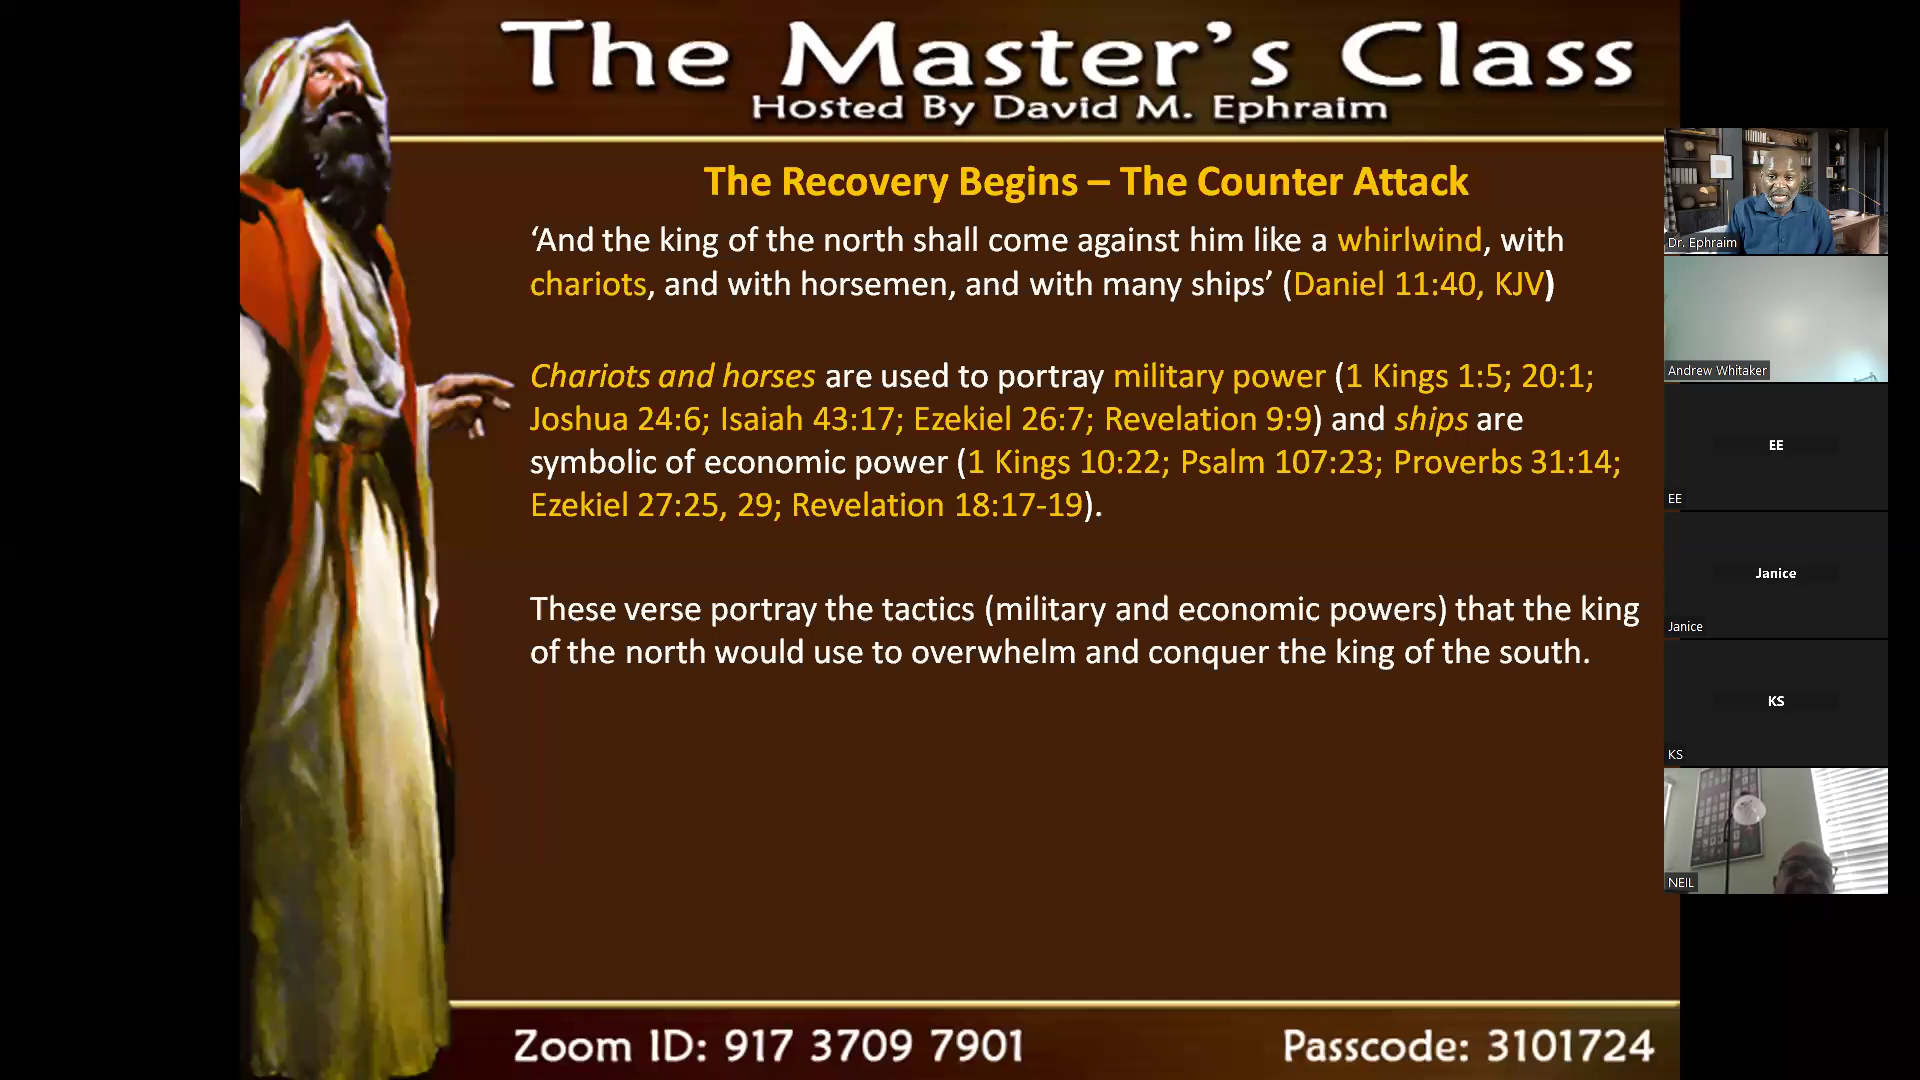 The Master's Class
Hosted By David M. Ephraim
The Recovery Begins – The Counter Attack
‘And the king of the north shall come against him like a whirlwind, with
chariots, and with horsemen, and with many ships’ (Daniel 11:40, KJV)
Chariots and horses are used to portray military power (1 Kings 1:5; 20:1;
Joshua 24:6; Isaiah 43:17; Ezekiel 26:7; Revelation 9:9) and ships are
symbolic of economic power (1 Kings 10:22; Psalm 107:23; Proverbs 31:14;
Ezekiel 27:25, 29; Revelation 18:17-19).
These verse portray the tactics (military and economic powers) that the king
of the north would use to overwhelm and conquer the king of the south.
Zoom ID: 917 3709 7901
Passcode: 3101724
Dr. Ephraim
Andrew Whitaker
EE
EE
Janice
Janice
KS
KS
NEIL